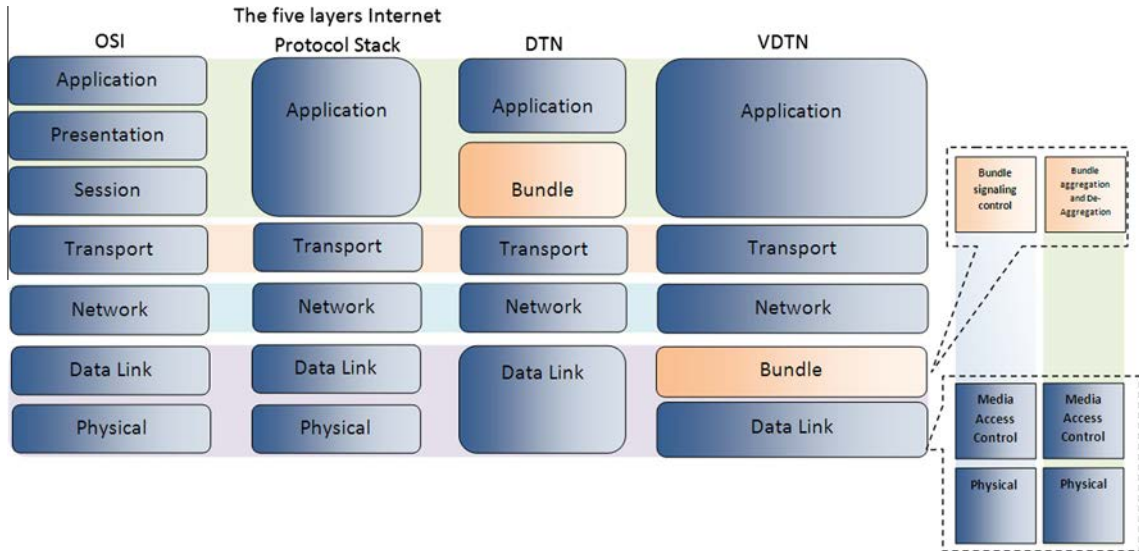 The five layers Internet
OSI
Protocol Stack
DTN
VDTN
Application
Presentation
Session
Transport
Network
Data Link
Physical
Application
Transport
Network
Data Link
Physical
Application
Bundle
Transport
Network
Data Link
Application
Transport
Network
Bundle
Data Link
Bundle
signaling
control
Bundle
aggregation
and De-
Aggregation
Media
Access
Control
Media
Access
Control
Physical
Physical